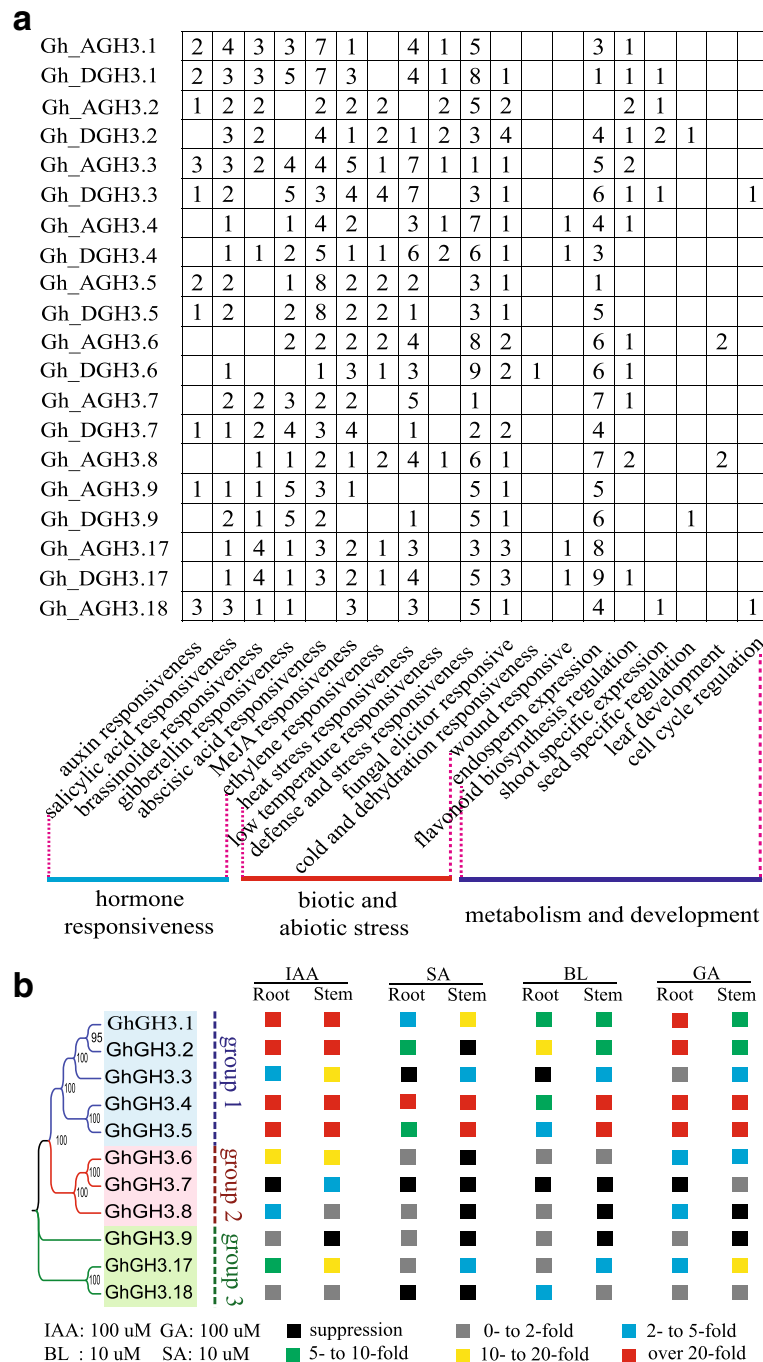 a
Gh_AGH3.1 2 4 3 3 7 1 4 1 5 3 1
Gh_DGH3.1 2 3 3 5 7 3 4 1 8 1 1 1 1
Gh_AGH3.2 1 2 2 2 2 2 2 5 2 2 1
Gh_DGH3.2 3 2 4 1 2 1 2 3 4 4 1 2 1
Gh_AGH3.3 3 3 2 4 4 5 1 7 1 1 1 5 2
Gh_DGH3.3 1 2 5 3 4 4 7 3 1 6 1 1 1
Gh_AGH3.4 1 1 4 2 3 1 7 1 1 4 1
Gh_DGH3.4 1 1 2 5 1 1 6 2 6 1 1 3
Gh_AGH3.5 2 2 1 8 2 2 2 3 1 1
Gh_DGH3.5 1 2 2 8 2 2 1 3 1 5
Gh_AGH3.6 2 2 2 2 4 8 2 6 1 2
Gh_DGH3.6 1 1 3 1 3 9 2 1 6 1
Gh_AGH3.7 2 2 3 2 2 5 1 7 1
Gh_DGH3.7 1 1 2 4 3 4 1 2 2 4
Gh_AGH3.8 1 1 2 1 2 4 1 6 1 7 2 2
Gh_AGH3.9 1 1 1 5 3 1 5 1 5
Gh_DGH3.9 2 1 5 2 1 5 1 6 1
Gh_AGH3.17 1 4 1 3 2 1 3 3 3 1 8
Gh_DGH3.17 1 4 1 3 2 1 4 5 3 1 9 1
Gh_AGH3.18 3 3 1 1 3 3 5 1 4 1 1
auxin responsiveness
salicylic acid responsiveness
brassinolide responsiveness
gibberellin responsiveness
abscisic acid responsiveness
MeJA responsiveness
ethylene responsiveness
heat stress responsiveness
low temperature responsiveness
defense and stress responsiveness
fungal elicitor responsive
cold and dehydration responsiveness
wound responsive
endosperm expression
flavonoid biosynthesis regulation
shoot specific expression
seed specific regulation
leaf development
cell cycle regulation
hormone
responsiveness
biotic and
abiotic stress
metabolism and development
b
IAA SA BL GA
Root Stem Root Stem Root Stem Root Stem
GhGH3.1
GhGH3.2
GhGH3.3
GhGH3.4
GhGH3.5
GhGH3.6
GhGH3.7
GhGH3.8
GhGH3.9
GhGH3.17
GhGH3.18
95
100
100
100
100
100
100
100
group 1
group 2
group 3
IAA: 100 uM GA: 100 uM suppression 0- to 2-fold 2- to 5-fold
BL : 10 uM SA: 10 uM 5- to 10-fold 10- to 20-fold over 20-fold